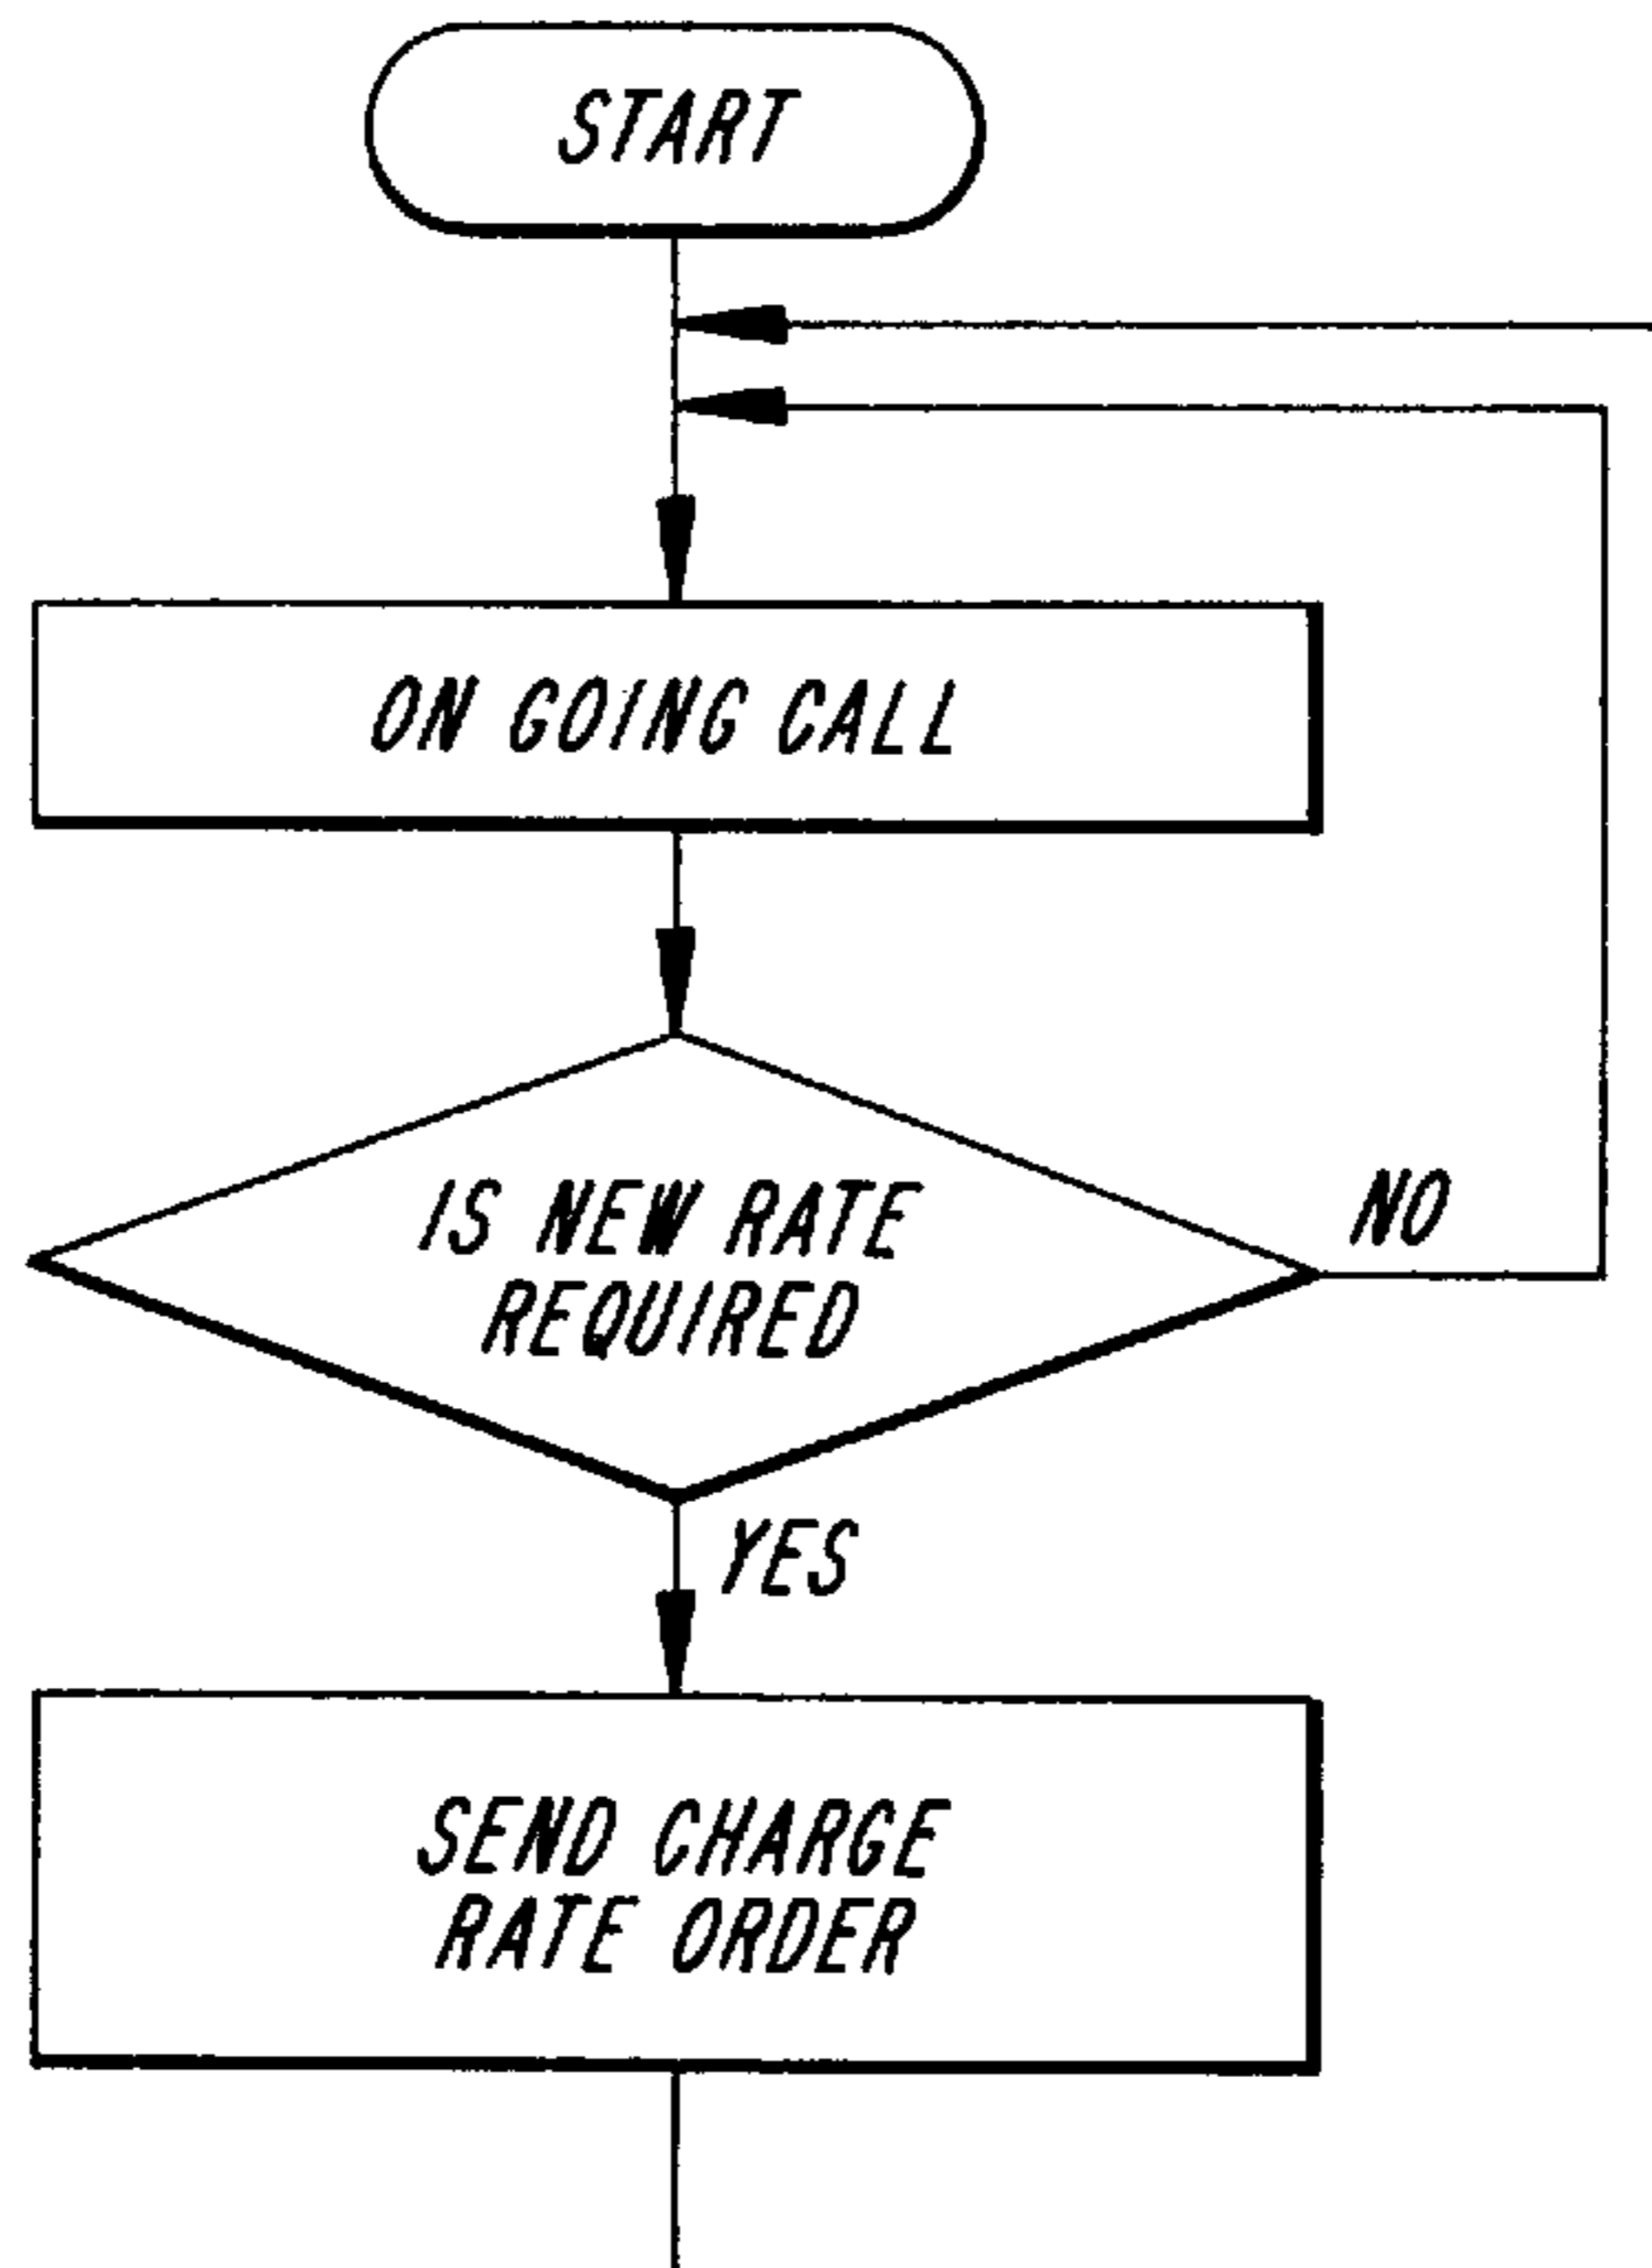 START
ON GOING CALL
IS NEW RATE
REQUIRED
NO
YES
SEND CHARGE
RATE ORDER